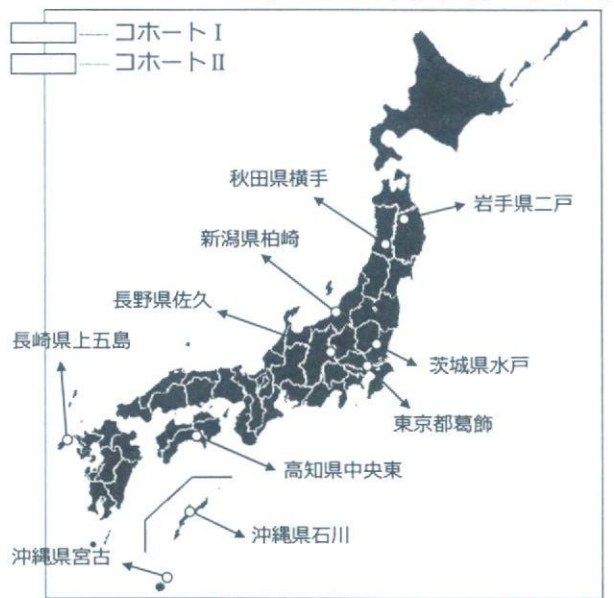 コホートⅠ
コホートⅡ
秋田県横手
岩手県二戸
新潟県柏崎
長野県佐久
長崎県上五島
茨城県水戸
東京都葛飾
高知県中央東
沖縄県石川
沖縄県宮古